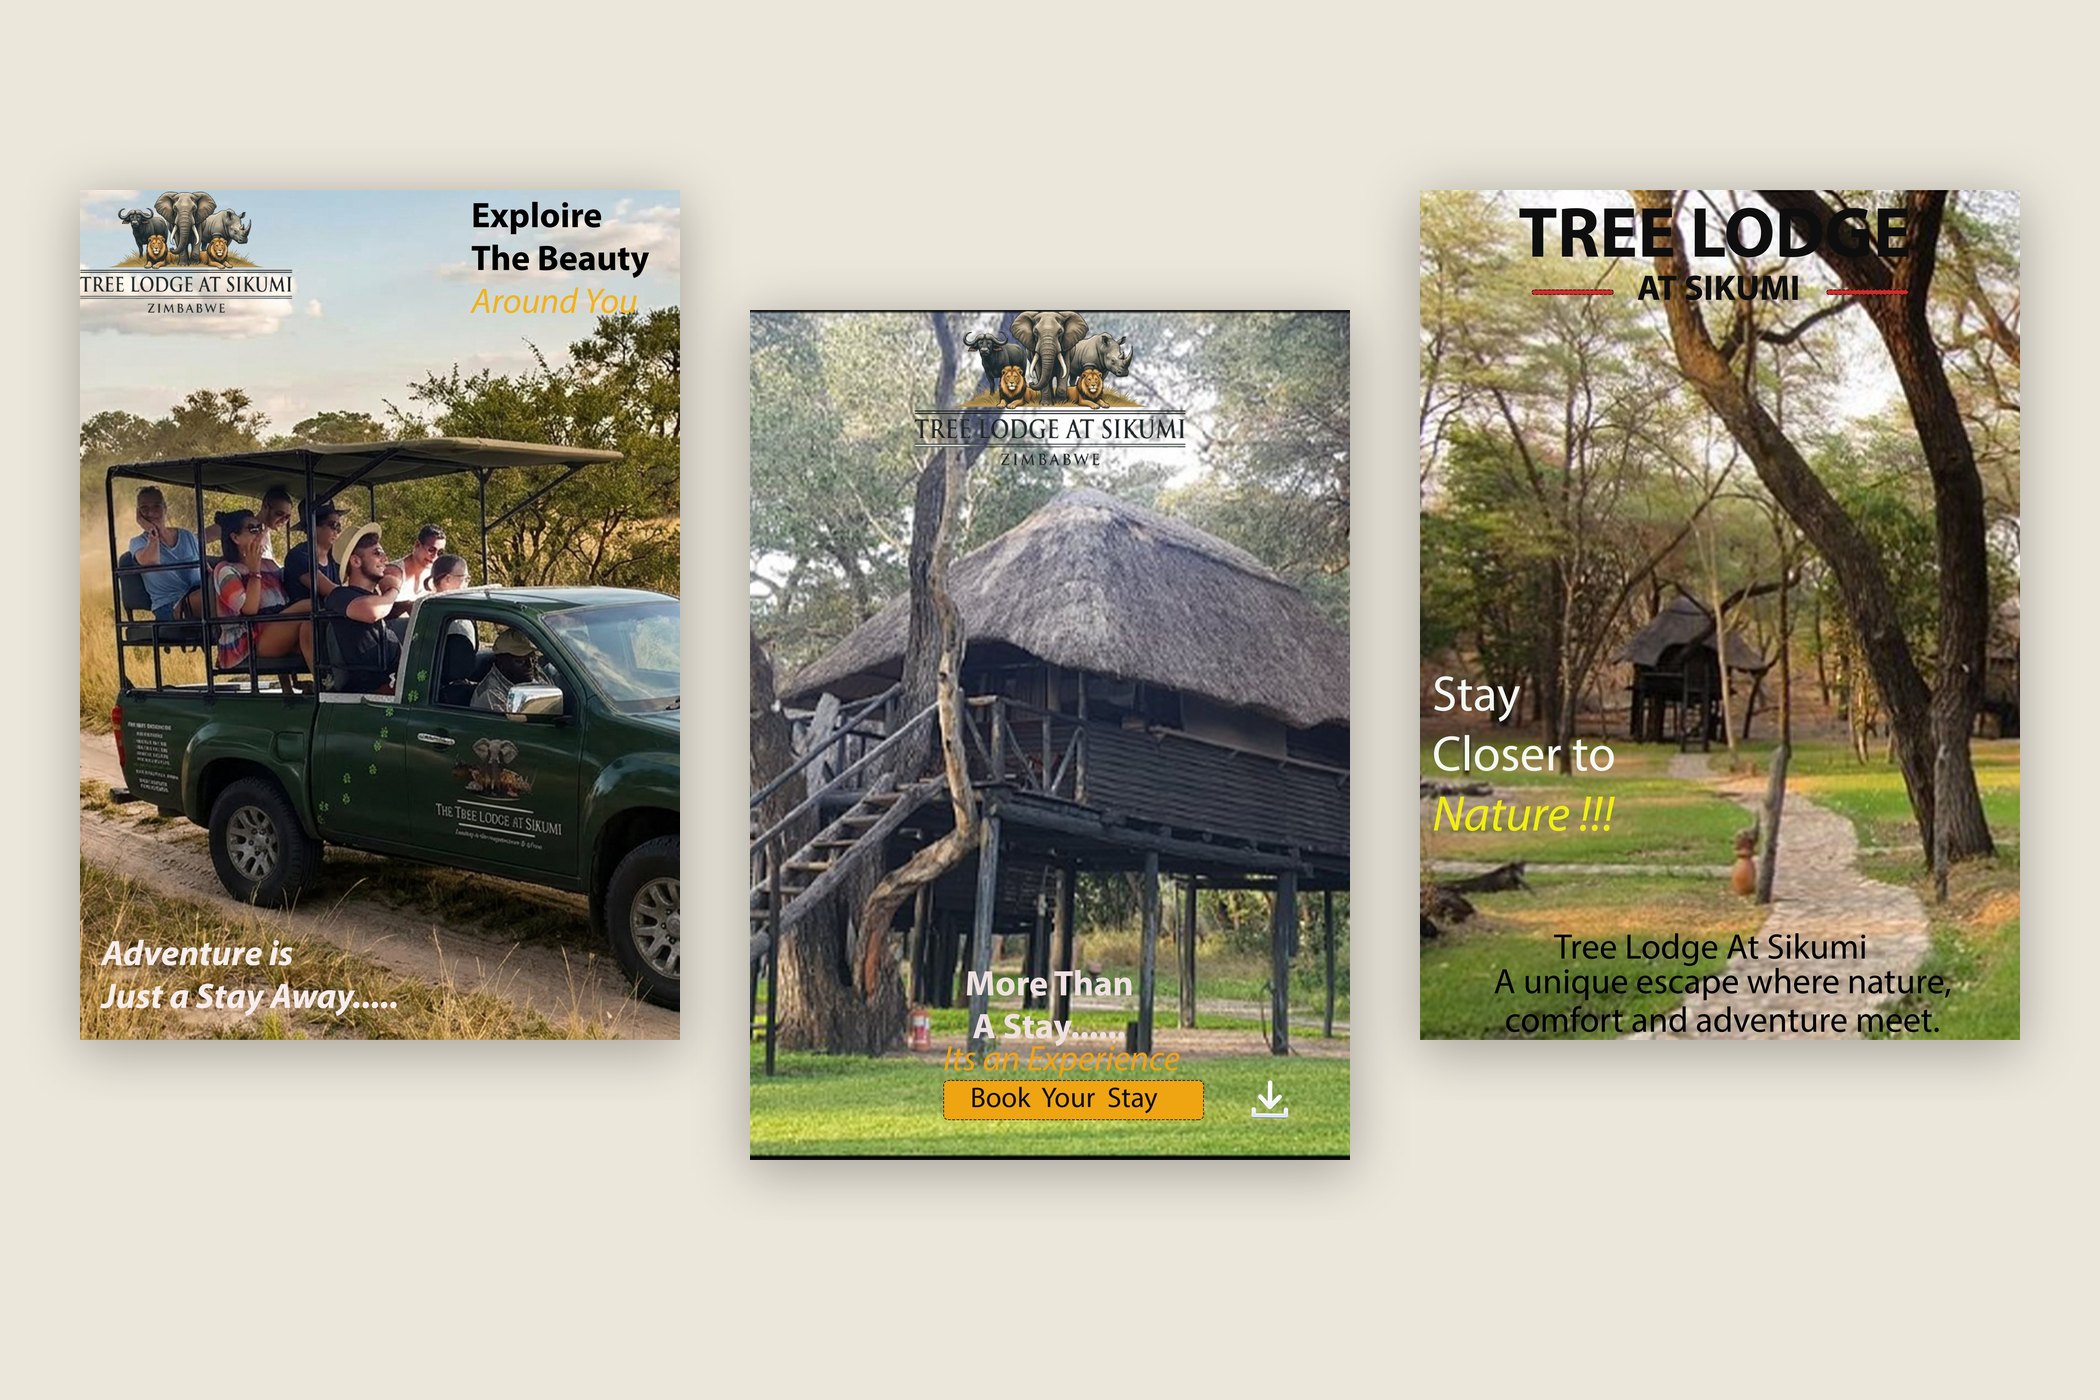 TREE LODGE AT SIKUMI
ZIMBABWE
Exploire
The Beauty
Around You
THE TBEE LODGE AT SIKUMI
Adventure is
Just a Stay Away.....
TREE LODGE AT SIKUMI
ZIMBABWE
More Than
A Stay......
Its an Experience
Book Your Stay
TREE LODGE
AT SIKUMI
Stay
Closer to
Nature !!!
Tree Lodge At Sikumi
A unique escape where nature,
comfort and adventure meet.